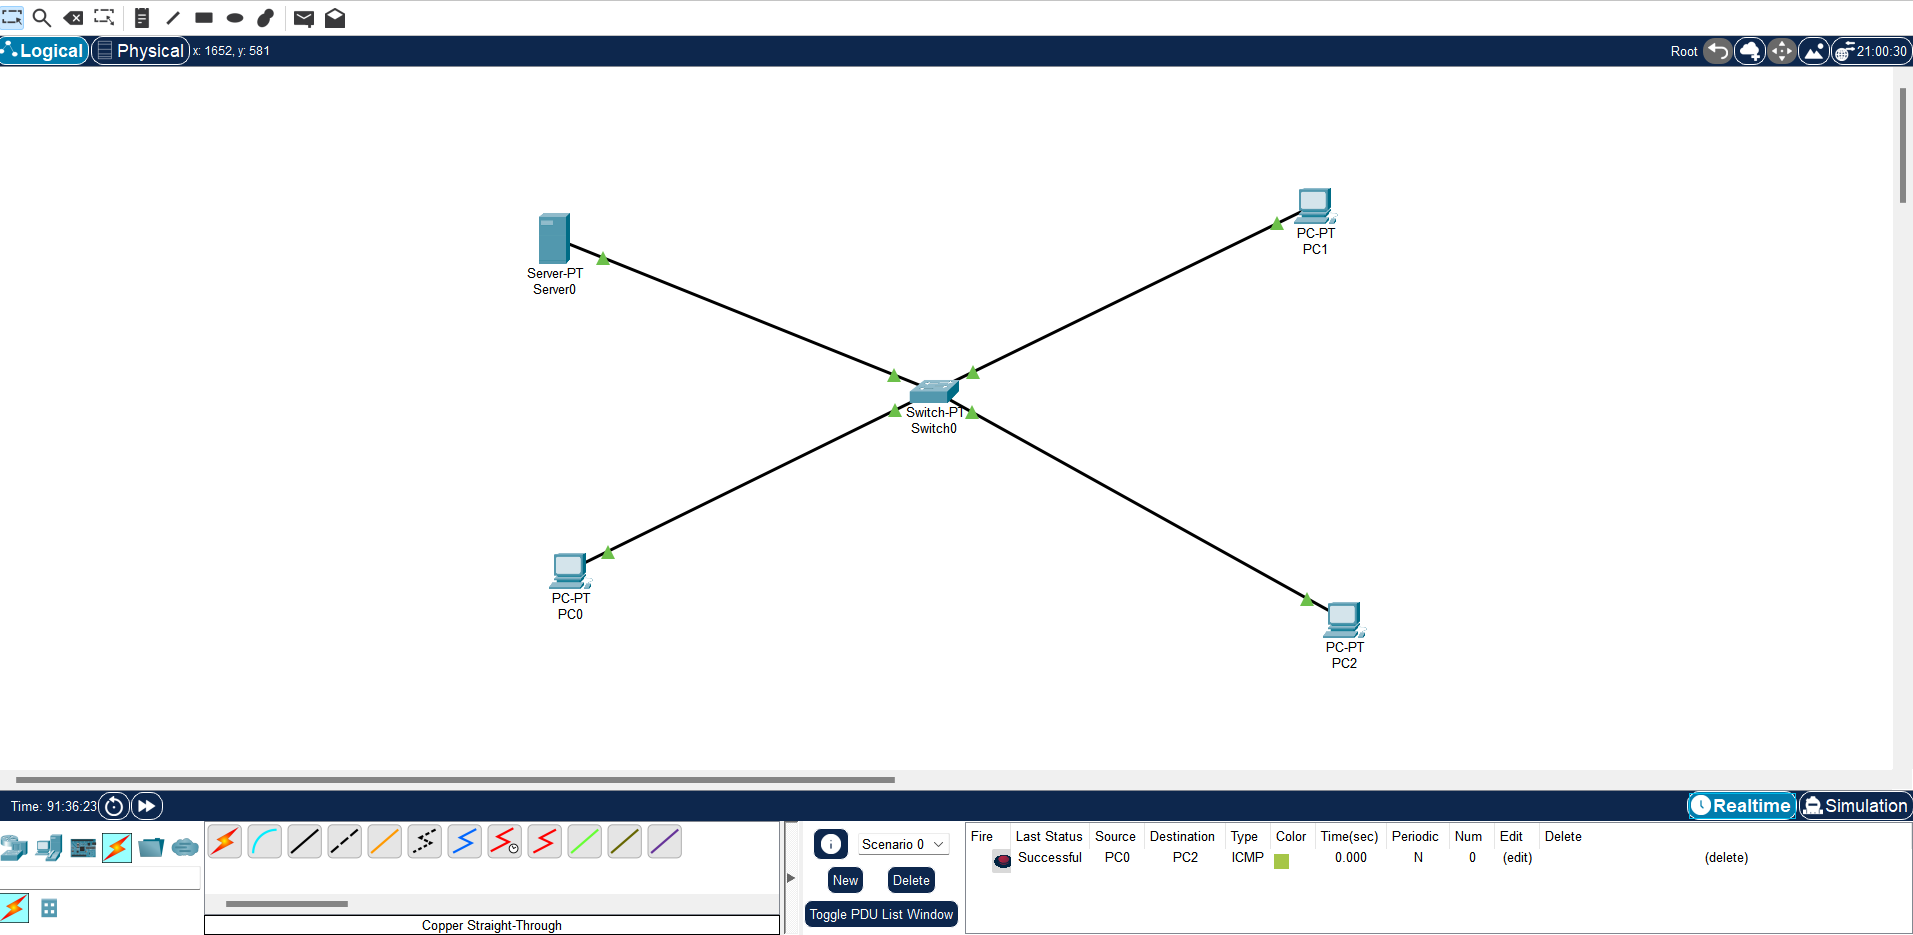 Logical Physical x: 1652, y: 581 Root 21:00:30
PC-PT
PC1
Server-PT
Server0
Switch-PT
Switch0
PC-PT
PC0
PC-PT
PC2
Time: 91:36:23 Realtime Simulation
Scenario 0
New Delete
Toggle PDU List Window
Copper Straight-Through
Fire Last Status Source Destination Type Color Time(sec) Periodic Num Edit Delete
Successful PC0 PC2 ICMP 0.000 N 0 (edit) (delete)